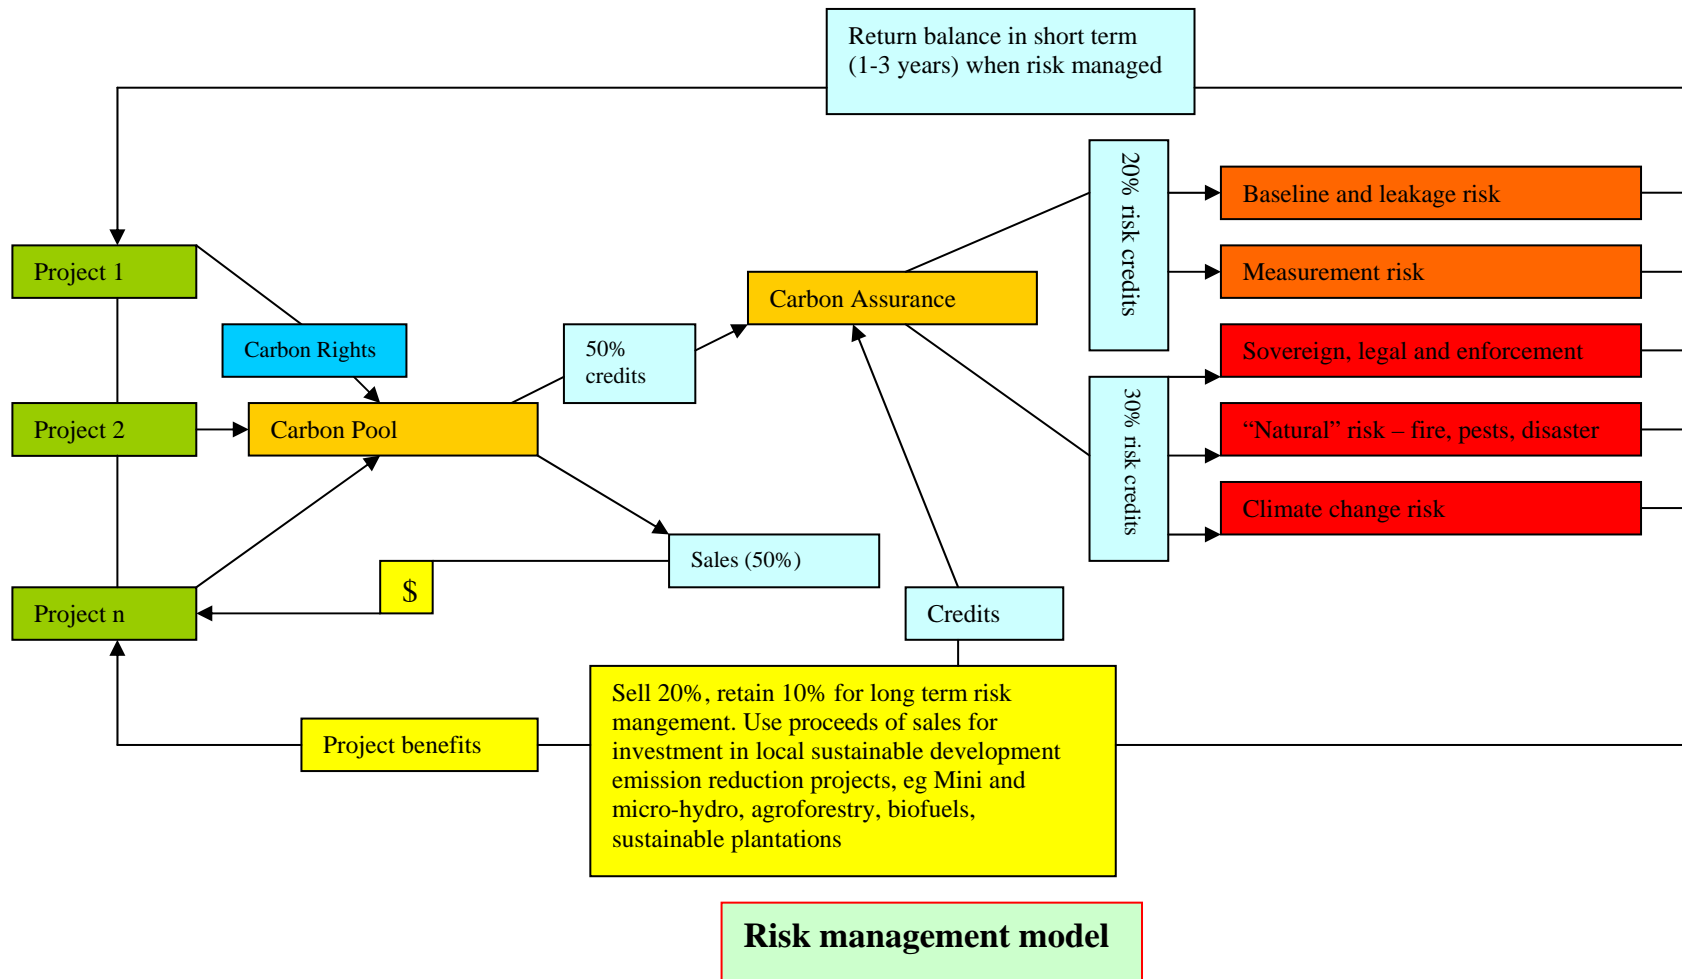 Return balance in short term
(1-3 years) when risk managed
20% risk credits
Baseline and leakage risk
Measurement risk
Project 1
Carbon Assurance
Carbon Rights
50%
credits
Sovereign, legal and enforcement
30% risk credits
Project 2
Carbon Pool
“Natural” risk – fire, pests, disaster
Climate change risk
Sales (50%)
$
Project n
Credits
Sell 20%, retain 10% for long term risk
mangement. Use proceeds of sales for
investment in local sustainable development
emission reduction projects, eg Mini and
micro-hydro, agroforestry, biofuels,
sustainable plantations
Project benefits
Risk management model